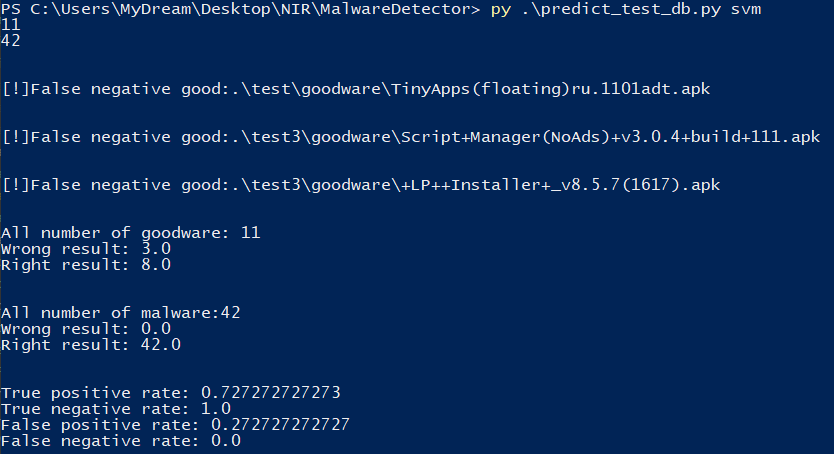 PS C:\Users\MyDream\Desktop\NIR\MalwareDetector> py .\predict_test_db.py svm
11
42
[!]False negative good:.\test\goodware\TinyApps(floating)ru.1101adt.apk
[!]False negative good:.\test3\goodware\Script+Manager(NoAds)+v3.0.4+build+111.apk
[!]False negative good:.\test3\goodware\+LP++Installer+_v8.5.7(1617).apk
All number of goodware: 11
Wrong result: 3.0
Right result: 8.0
All number of malware:42
Wrong result: 0.0
Right result: 42.0
True positive rate: 0.727272727273
True negative rate: 1.0
False positive rate: 0.272727272727
False negative rate: 0.0